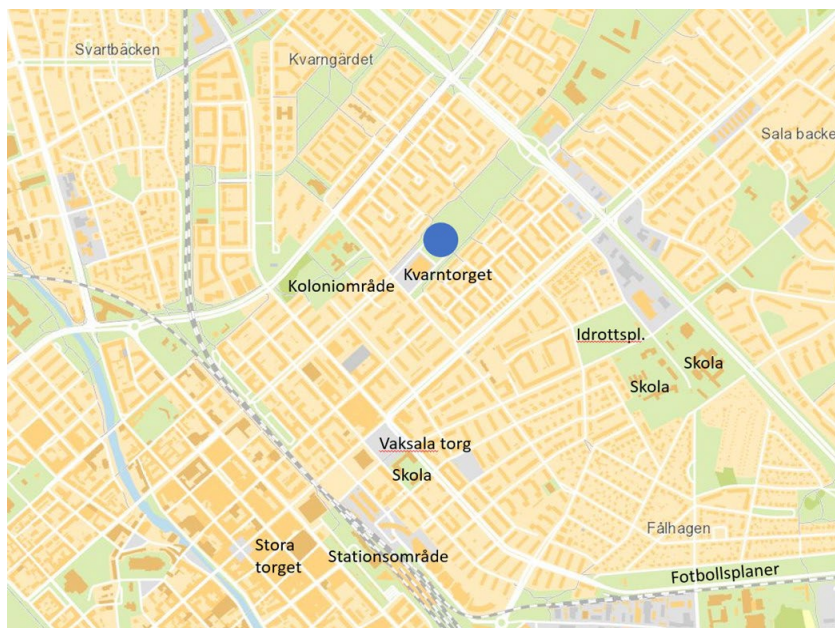 Svartbäcken
Kvarngärdet
Sala backe
Kvarntorget
Koloniområde
Idrottspl.
Skola
Skola
Vaksala torg
Skola
Fålhagen
Stora
torget
Stationsområde
Fotbollsplaner